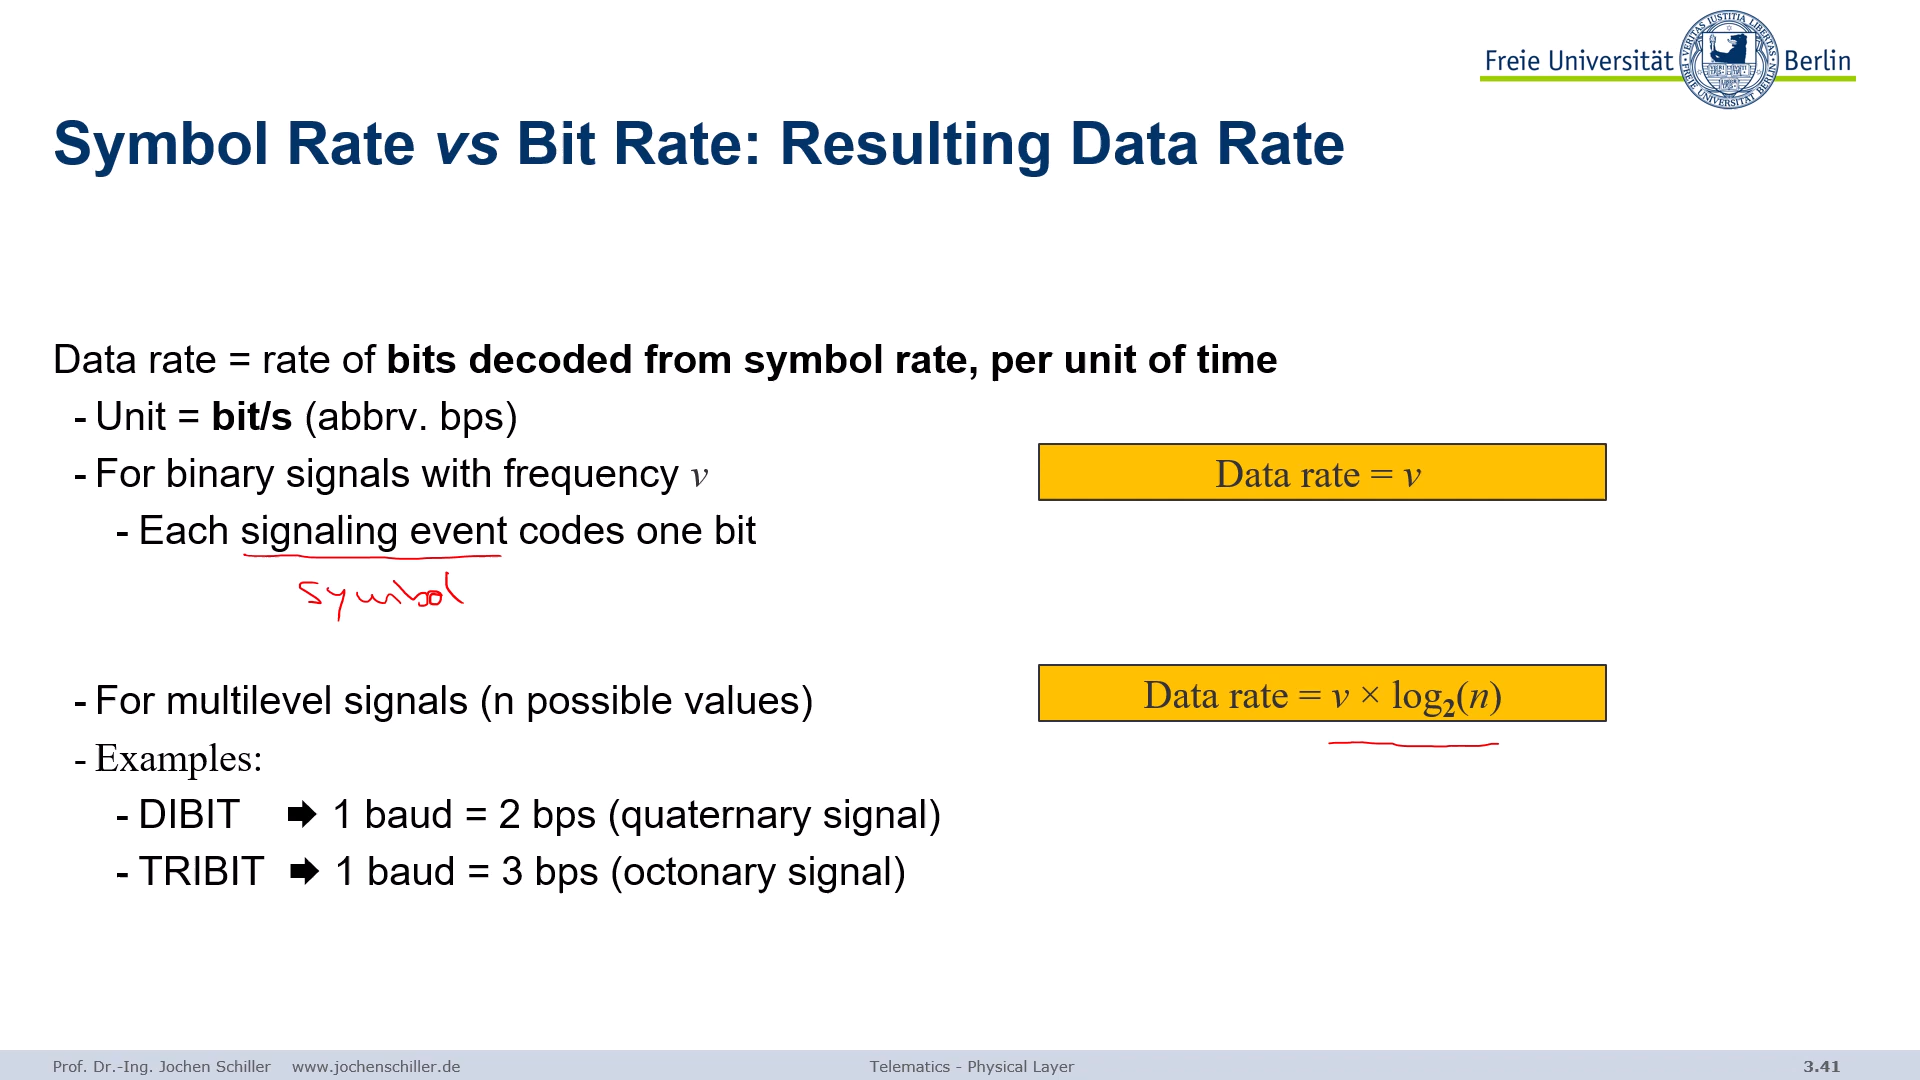 Freie Universität Berlin
Symbol Rate vs Bit Rate: Resulting Data Rate
Data rate = rate of bits decoded from symbol rate, per unit of time
- Unit = bit/s (abbrv. bps)
- For binary signals with frequency v
Data rate = v
- Each signaling event codes one bit
symbol
- For multilevel signals (n possible values)
Data rate = v × log₂(n)
- Examples:
- DIBIT ➡ 1 baud = 2 bps (quaternary signal)
- TRIBIT ➡ 1 baud = 3 bps (octonary signal)
Prof. Dr.-Ing. Jochen Schiller www.jochenschiller.de Telematics - Physical Layer 3.41